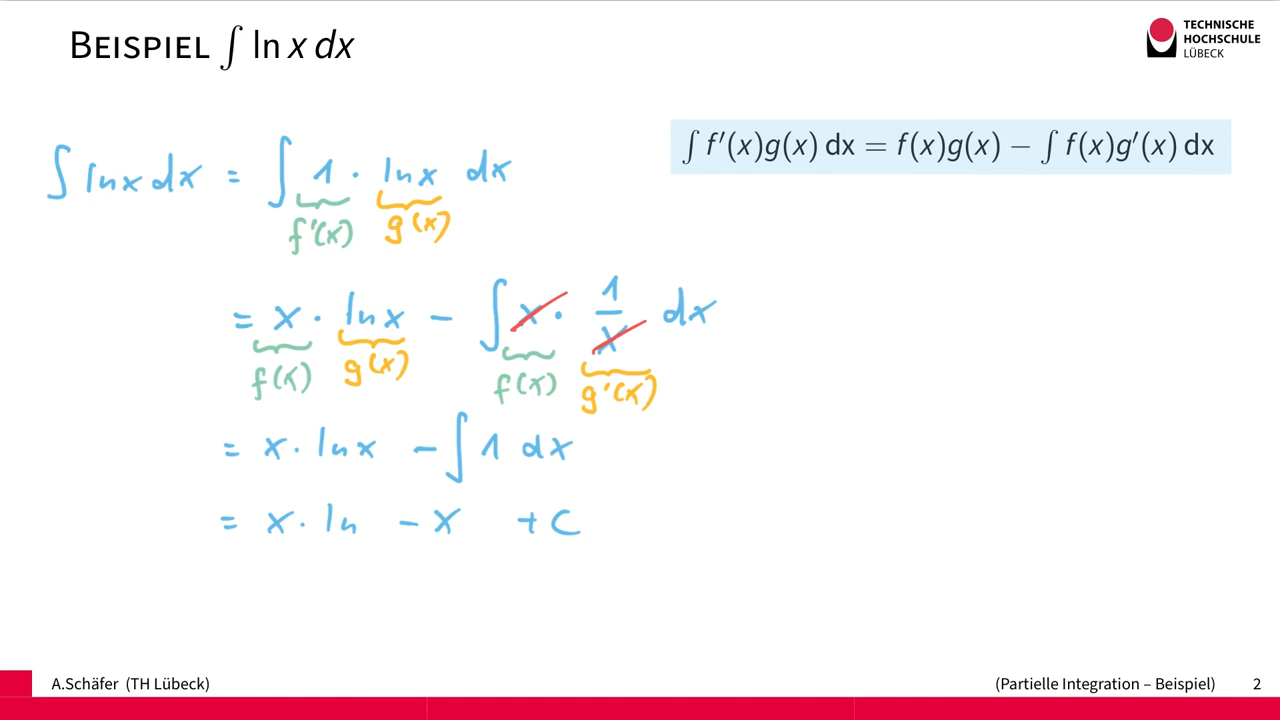 BEISPIEL ∫ ln x dx
TECHNISCHE
HOCHSCHULE
LÜBECK
∫ f′(x)g(x) dx = f(x)g(x) − ∫ f(x)g′(x) dx
∫ ln x dx = ∫ 1 · ln x dx
f'(x) g(x)
= x · ln x − ∫ x · 1/x dx
f(x) g(x) f(x) g'(x)
= x · ln x − ∫ 1 dx
= x · ln − x + C
A.Schäfer (TH Lübeck)
(Partielle Integration – Beispiel) 2